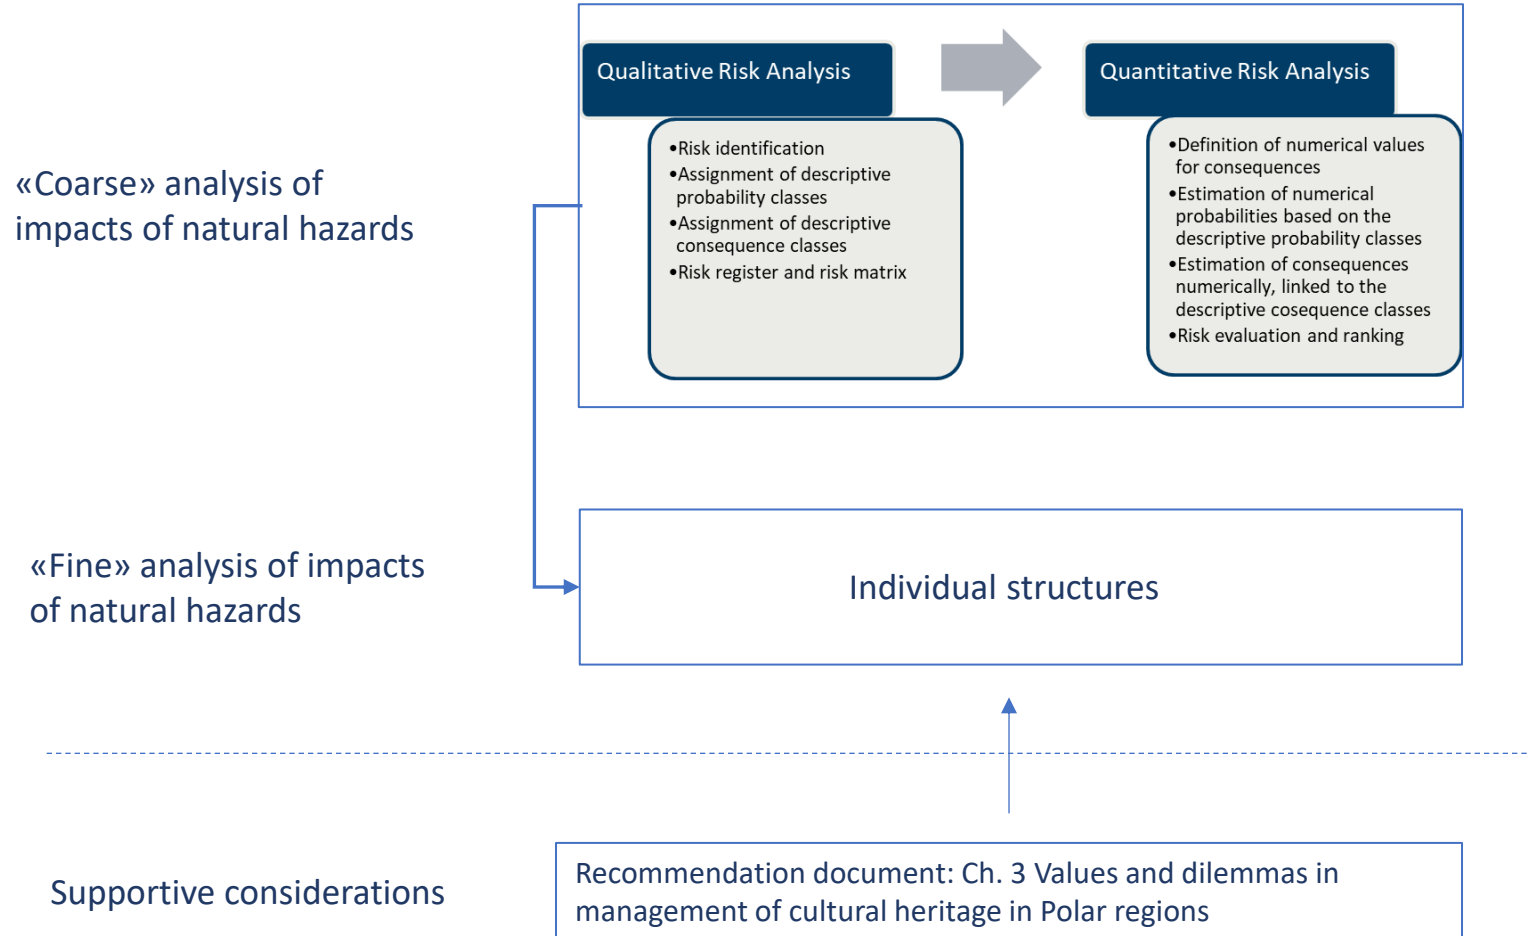 Qualitative Risk Analysis
Quantitative Risk Analysis
«Coarse» analysis of
impacts of natural hazards
•Risk identification
•Assignment of descriptive
probability classes
•Assignment of descriptive
consequence classes
•Risk register and risk matrix
•Definition of numerical values
for consequences
•Estimation of numerical
probabilities based on the
descriptive probability classes
•Estimation of consequences
numerically, linked to the
descriptive cosequence classes
•Risk evaluation and ranking
«Fine» analysis of impacts
of natural hazards
Individual structures
Supportive considerations
Recommendation document: Ch. 3 Values and dilemmas in
management of cultural heritage in Polar regions